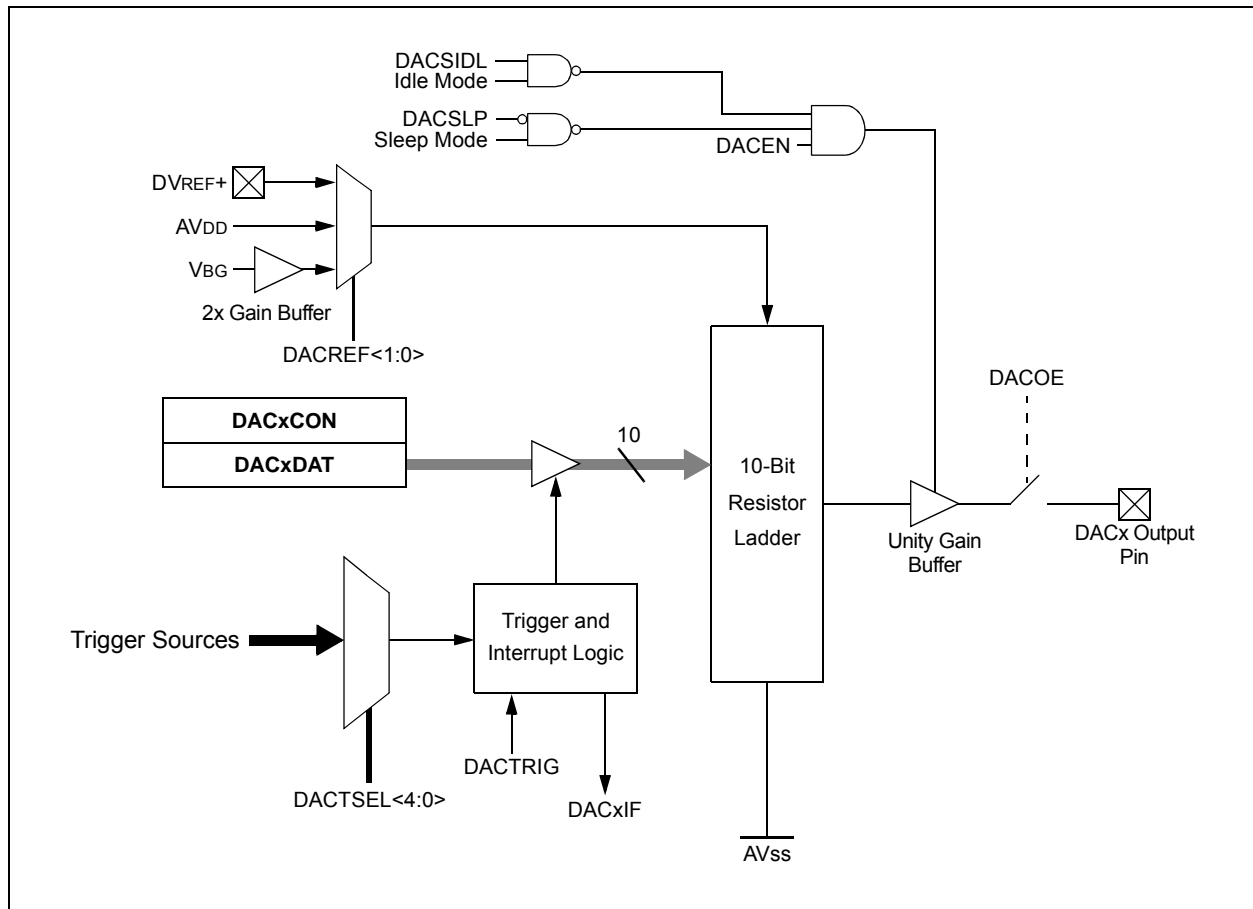 DACSIDL
Idle Mode
DACSLP
Sleep Mode
DACEN
DVREF+
AVDD
VBG
2x Gain Buffer
DACREF<1:0>
DACxCON
DACxDAT
10
10-Bit
Resistor
Ladder
DACOE
Unity Gain
Buffer
DACx Output
Pin
Trigger Sources
Trigger and
Interrupt Logic
DACTRIG
DACTSEL<4:0>
DACxIF
AVss